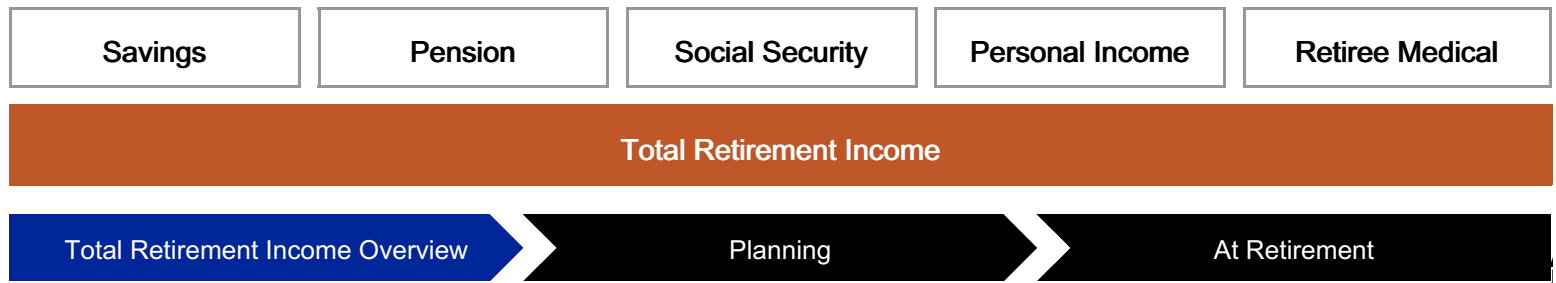 Savings
Pension
Social Security
Personal Income
Retiree Medical
Total Retirement Income
Total Retirement Income Overview
Planning
At Retirement